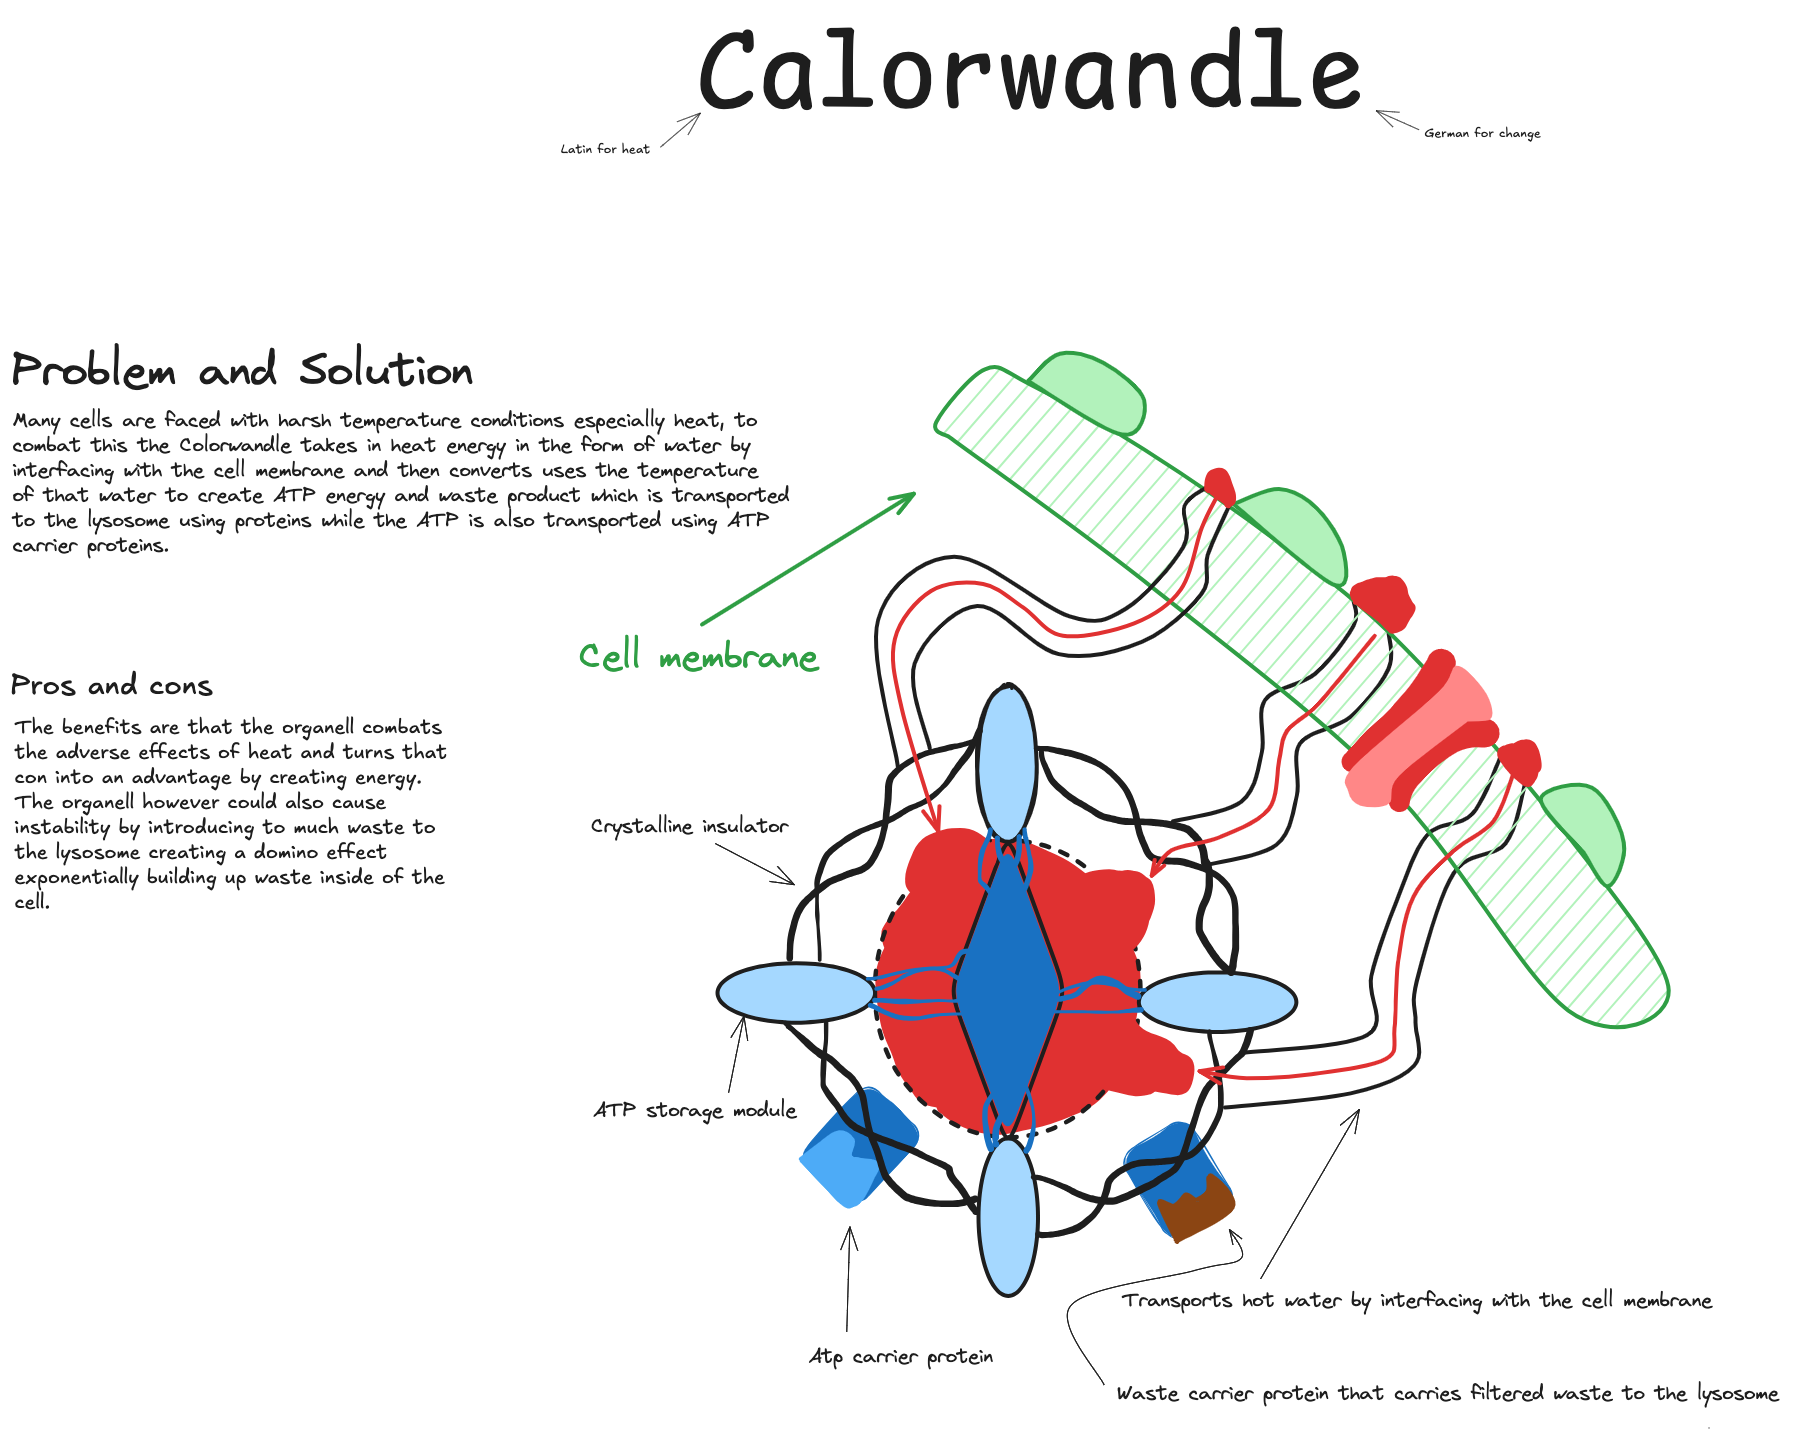 Calorwandle
Latin for heat
German for change
Problem and Solution
Many cells are faced with harsh temperature conditions especially heat, to
combat this the Colorwandle takes in heat energy in the form of water by
interfacing with the cell membrane and then converts uses the temperature
of that water to create ATP energy and waste product which is transported
to the lysosome using proteins while the ATP is also transported using ATP
carrier proteins.
Cell membrane
Pros and cons
The benefits are that the organell combats
the adverse effects of heat and turns that
con into an advantage by creating energy.
The organell however could also cause
instability by introducing to much waste to
the lysosome creating a domino effect
exponentially building up waste inside of the
cell.
Crystalline insulator
ATP storage module
Transports hot water by interfacing with the cell membrane
Atp carrier protein
Waste carrier protein that carries filtered waste to the lysosome